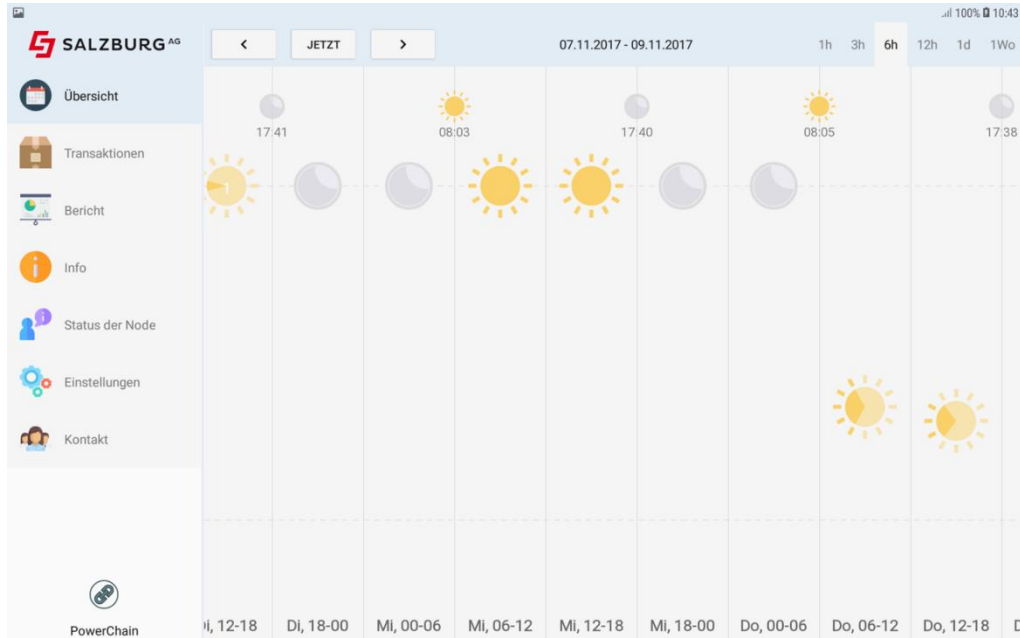 100% 10:43
SALZBURG AG
JETZT
07.11.2017 - 09.11.2017
1h 3h 6h 12h 1d 1Wo
Übersicht
17:41 08:03 17:40 08:05 17:38
Transaktionen
1
Bericht
Info
Status der Node
Einstellungen
Kontakt
PowerChain
i, 12-18 Di, 18-00 Mi, 00-06 Mi, 06-12 Mi, 12-18 Mi, 18-00 Do, 00-06 Do, 06-12 Do, 12-18